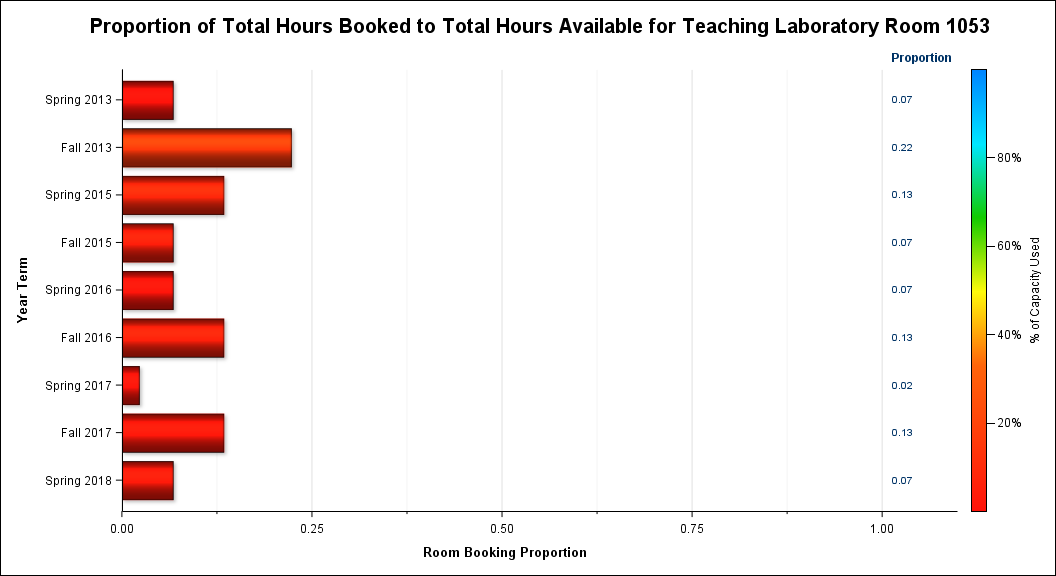 Proportion of Total Hours Booked to Total Hours Available for Teaching Laboratory Room 1053
Proportion
Spring 2013 0.07
Fall 2013 0.22
Spring 2015 0.13
Fall 2015 0.07
Spring 2016 0.07
Fall 2016 0.13
Spring 2017 0.02
Fall 2017 0.13
Spring 2018 0.07
Year Term
0.00 0.25 0.50 0.75 1.00
Room Booking Proportion
80%
60%
40%
20%
% of Capacity Used